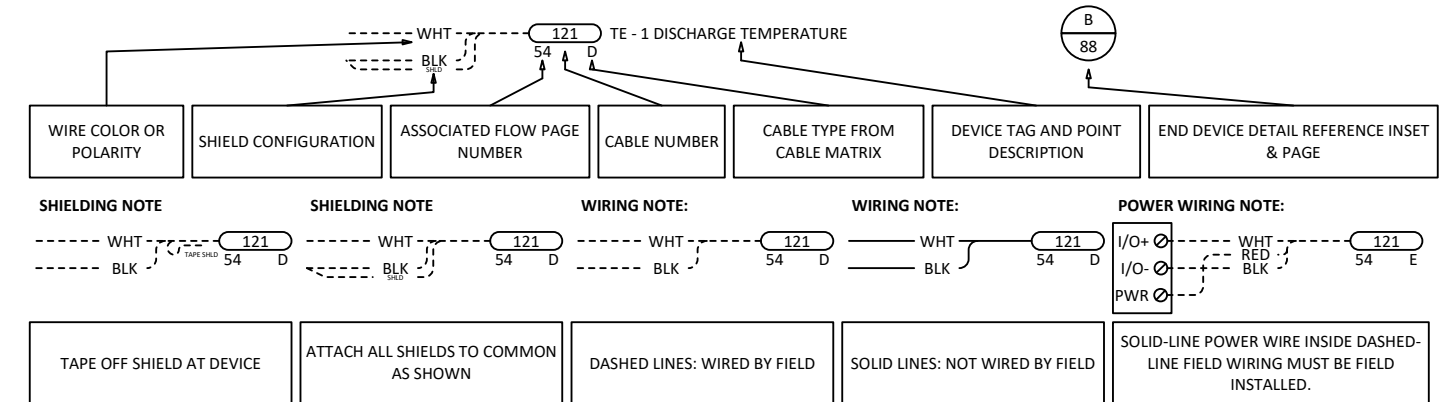 WHT
121
TE - 1 DISCHARGE TEMPERATURE
B
88
54
D
BLK
SHLD
WIRE COLOR OR
POLARITY
SHIELD CONFIGURATION
ASSOCIATED FLOW PAGE
NUMBER
CABLE NUMBER
CABLE TYPE FROM
CABLE MATRIX
DEVICE TAG AND POINT
DESCRIPTION
END DEVICE DETAIL REFERENCE INSET
& PAGE
SHIELDING NOTE
WHT
121
TAPE SHLD
54
D
BLK
TAPE OFF SHIELD AT DEVICE
SHIELDING NOTE
WHT
121
54
D
BLK
SHLD
ATTACH ALL SHIELDS TO COMMON
AS SHOWN
WIRING NOTE:
WHT
121
54
D
BLK
DASHED LINES: WIRED BY FIELD
WIRING NOTE:
WHT
121
54
D
BLK
SOLID LINES: NOT WIRED BY FIELD
POWER WIRING NOTE:
I/O+
WHT
121
RED
54
E
I/O-
BLK
PWR
SOLID-LINE POWER WIRE INSIDE DASHED-
LINE FIELD WIRING MUST BE FIELD
INSTALLED.